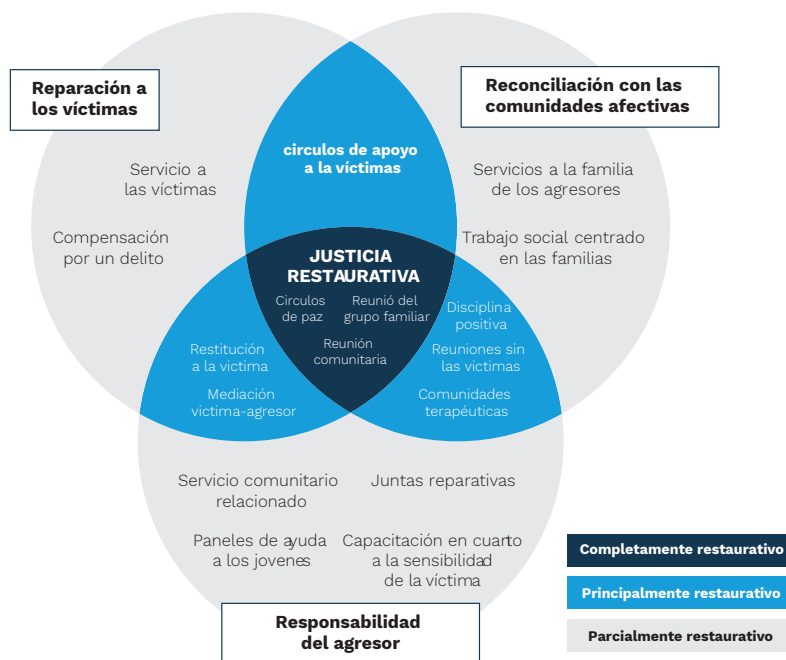 Reparación a
los víctimas
Reconciliación con las
comunidades afectivas
circulos de apoyo
a la víctimas
Servicio a
las víctimas
Compensación
por un delito
Servicios a la familia
de los agresores
Trabajo social centrado
en las familias
JUSTICIA
RESTAURATIVA
Circulos
de paz
Reunió del
grupo familiar
Reunión
comunitaria
Restitución
a la victima
Mediación
victima-agresor
Disciplina
positiva
Reuniones sin
las victimas
Comunidades
terapéuticas
Servicio comunitario
relacionado
Juntas reparativas
Paneles de ayuda
a los jovenes
Capacitación en cuanto
a la sensibilidad
de la víctima
Responsabilidad
del agresor
Completamente restaurativo
Principalmente restaurativo
Parcialmente restaurativo